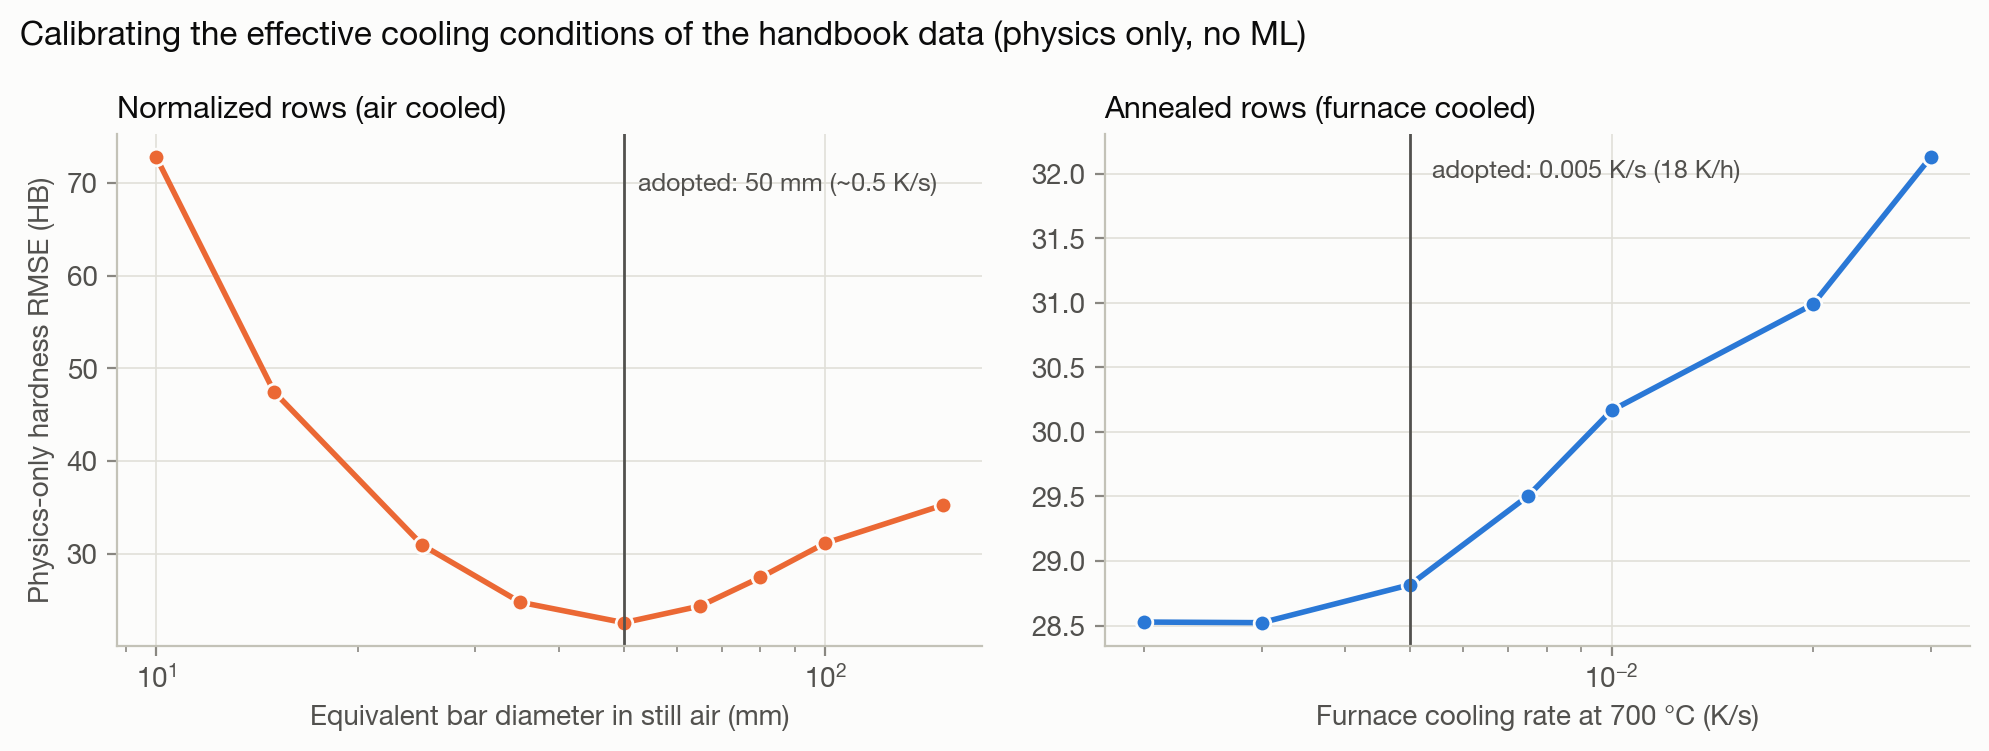 Calibrating the effective cooling conditions of the handbook data (physics only, no ML)
Normalized rows (air cooled)
Physics-only hardness RMSE (HB)
70
60
50
40
30
adopted: 50 mm (~0.5 K/s)
10¹
10²
Equivalent bar diameter in still air (mm)
Annealed rows (furnace cooled)
32.0
31.5
31.0
30.5
30.0
29.5
29.0
28.5
adopted: 0.005 K/s (18 K/h)
10⁻²
Furnace cooling rate at 700 °C (K/s)